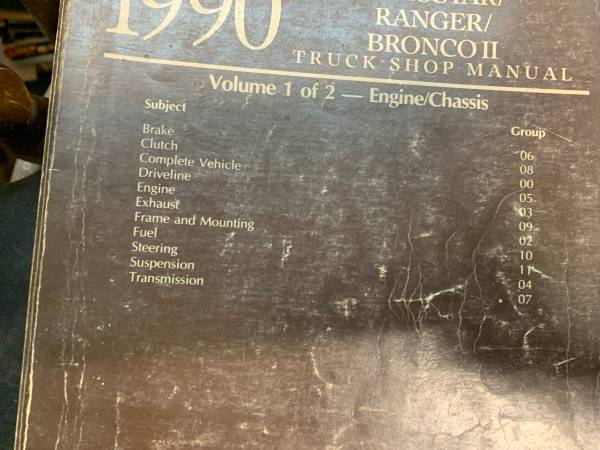 1990
RANGER/
BRONCO II
TRUCK SHOP MANUAL
Volume 1 of 2 — Engine/Chassis
Subject Group
Brake 06
Clutch 08
Complete Vehicle 00
Driveline 05
Engine 03
Exhaust 09
Frame and Mounting 02
Fuel 10
Steering 11
Suspension 04
Transmission 07